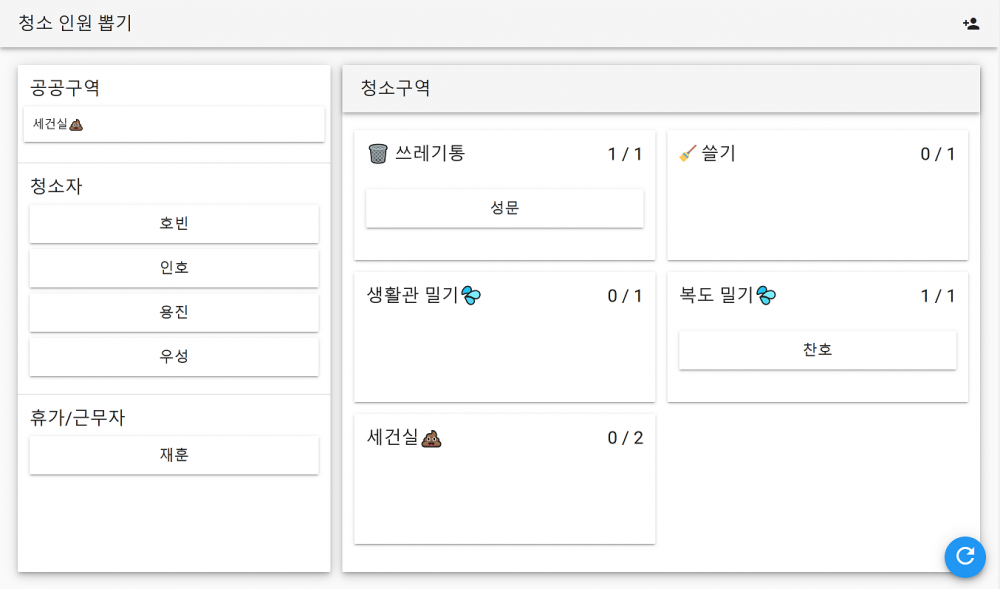 청소 인원 뽑기
공공구역
세건실💩
청소자
호빈
인호
용진
우성
휴가/근무자
재훈
청소구역
🗑️ 쓰레기통 1 / 1
성문
🧹 쓸기 0 / 1
생활관 밀기💦 0 / 1
복도 밀기💦 1 / 1
찬호
세건실💩 0 / 2